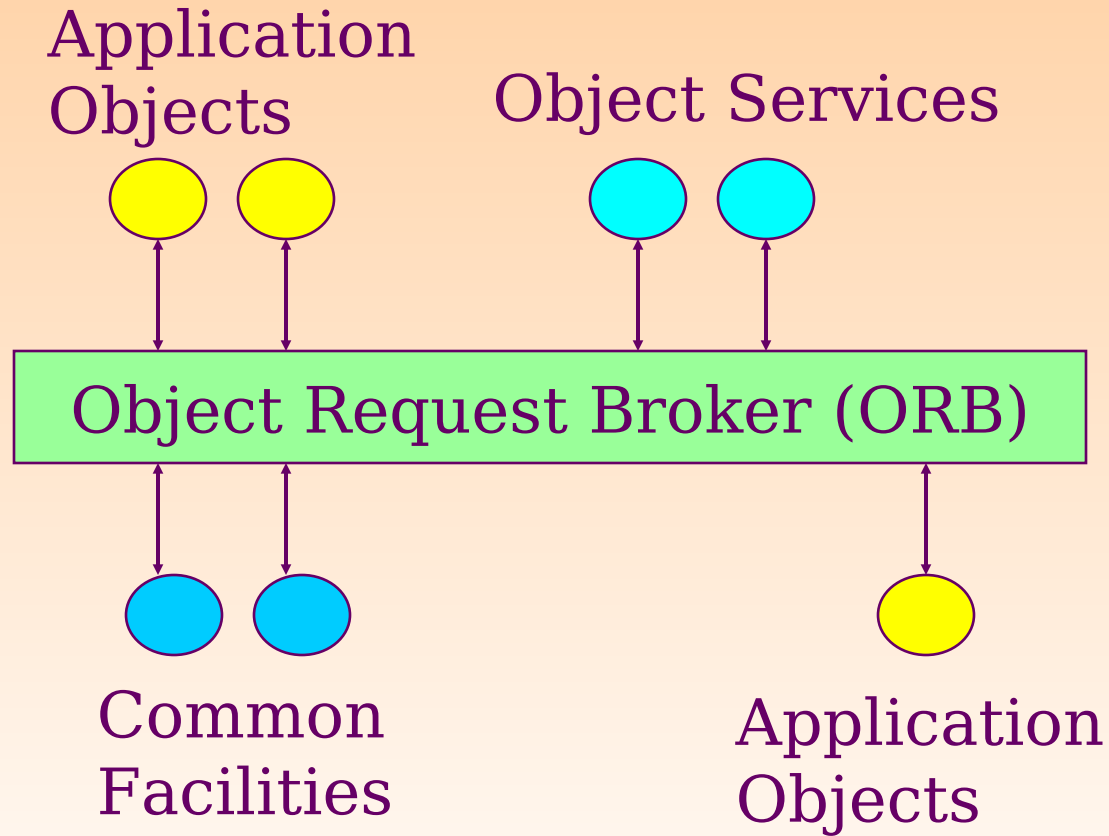 Application
Objects
Object Services
Object Request Broker (ORB)
Common
Facilities
Application
Objects